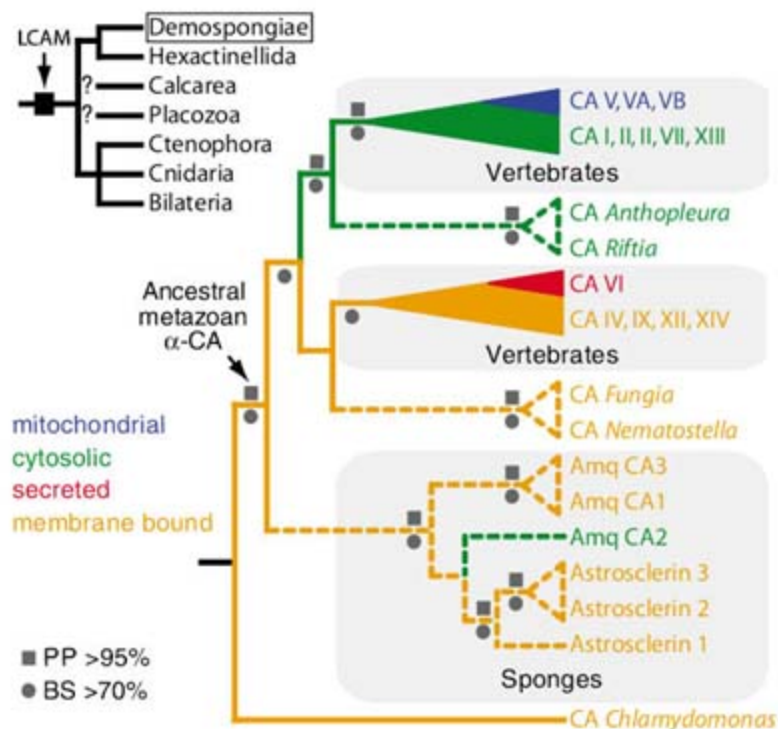 LCAM
Demospongiae
Hexactinellida
? Calcarea
? Placozoa
Ctenophora
Cnidaria
Bilateria
CA V, VA, VB
CA I, II, II, VII, XIII
Vertebrates
CA Anthopleura
CA Riftia
CA VI
CA IV, IX, XII, XIV
Vertebrates
Ancestral
metazoan
α-CA
CA Fungia
CA Nematostella
mitochondrial
cytosolic
secreted
membrane bound
Amq CA3
Amq CA1
Amq CA2
Astrosclerin 3
Astrosclerin 2
Astrosclerin 1
Sponges
PP >95%
BS >70%
CA Chlamydomonas